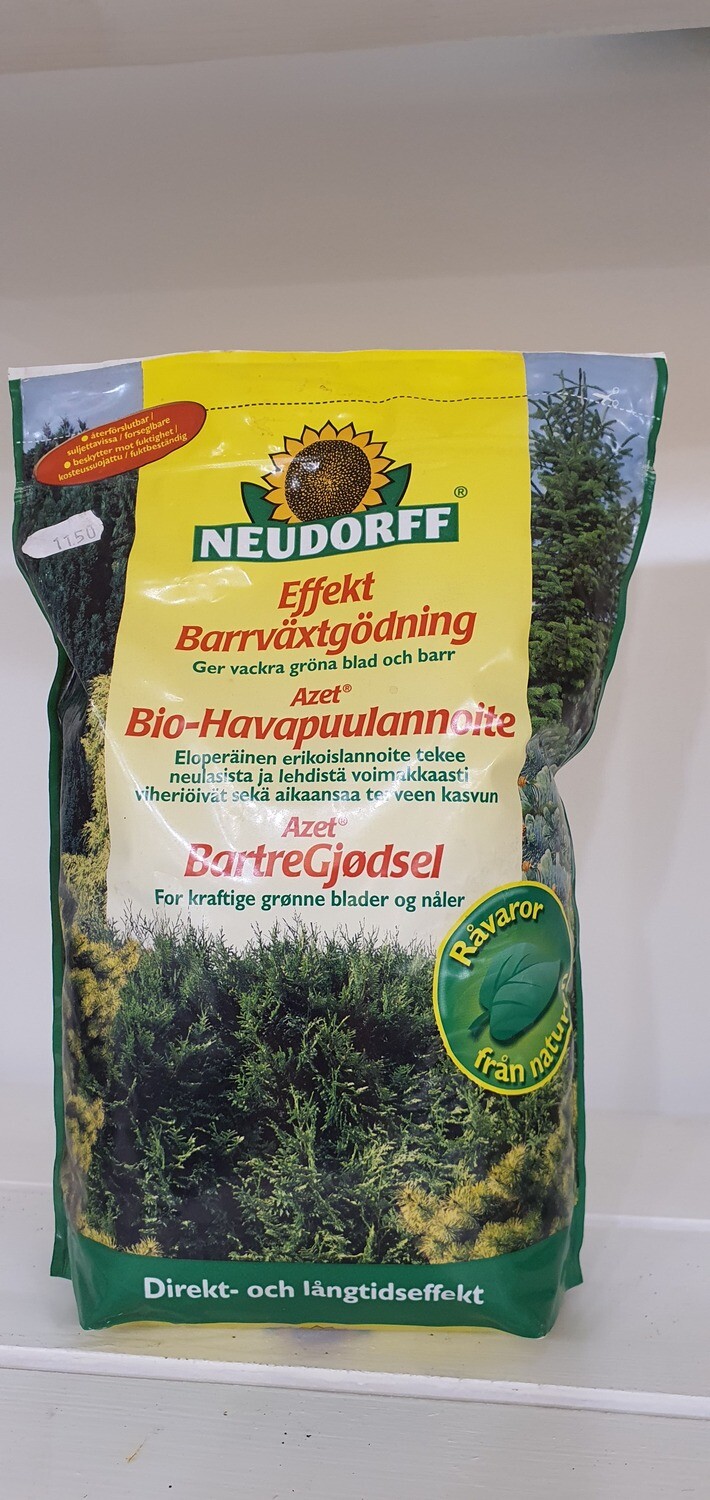 ● återförslutbar /
suljettavissa / forseglbare
● beskytter mot fuktighet /
kosteussuojattu / fuktbeständig
11.50
®
NEUDORFF
Effekt
Barrväxtgödning
Ger vackra gröna blad och barr
Azet®
Bio-Havapuulannoite
Eloperäinen erikoislannoite tekee
neulasista ja lehdistä voimakkaasti
viheriöivät sekä aikaansaa terveen kasvun
Azet®
BartreGjødsel
For kraftige grønne blader og nåler
Råvaror
från naturen
Direkt- och långtidseffekt